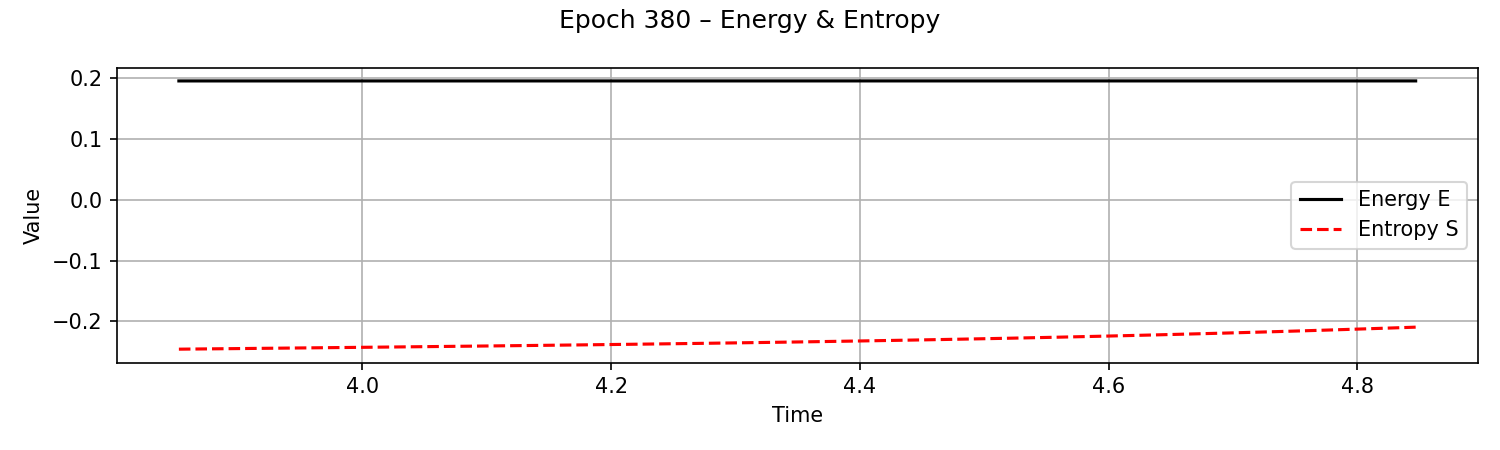 Epoch 380 – Energy & Entropy
0.2
0.1
0.0
−0.1
−0.2
Value
Energy E
Entropy S
4.0 4.2 4.4 4.6 4.8
Time